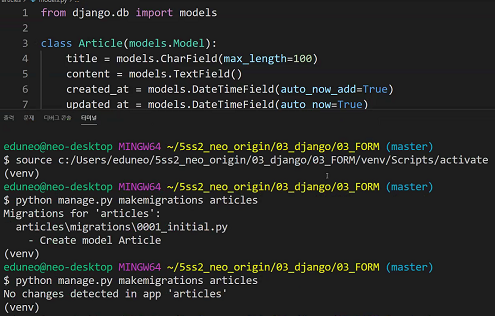 1 from django.db import models
2
3 class Article(models.Model):
4 title = models.CharField(max_length=100)
5 content = models.TextField()
6 created_at = models.DateTimeField(auto_now_add=True)
7 updated_at = models.DateTimeField(auto_now=True)
출력 문제 디버그 콘솔 터미널
eduneo@neo-desktop MINGW64 ~/5ss2_neo_origin/03_django/03_FORM (master)
$ source c:/Users/eduneo/5ss2_neo_origin/03_django/03_FORM/venv/Scripts/activate
(venv)
eduneo@neo-desktop MINGW64 ~/5ss2_neo_origin/03_django/03_FORM (master)
$ python manage.py makemigrations articles
Migrations for 'articles':
articles\migrations\0001_initial.py
- Create model Article
(venv)
eduneo@neo-desktop MINGW64 ~/5ss2_neo_origin/03_django/03_FORM (master)
$ python manage.py makemigrations articles
No changes detected in app 'articles'
(venv)